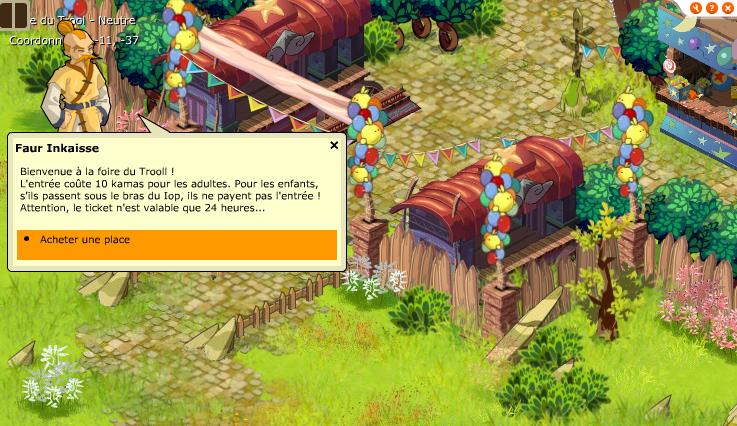 e du Trool - Neutre
Coordonn -11, -37
Faur Inkaisse
Bienvenue à la foire du Trooll !
L'entrée coûte 10 kamas pour les adultes. Pour les enfants,
s'ils passent sous le bras du Iop, ils ne payent pas l'entrée !
Attention, le ticket n'est valable que 24 heures...
Acheter une place